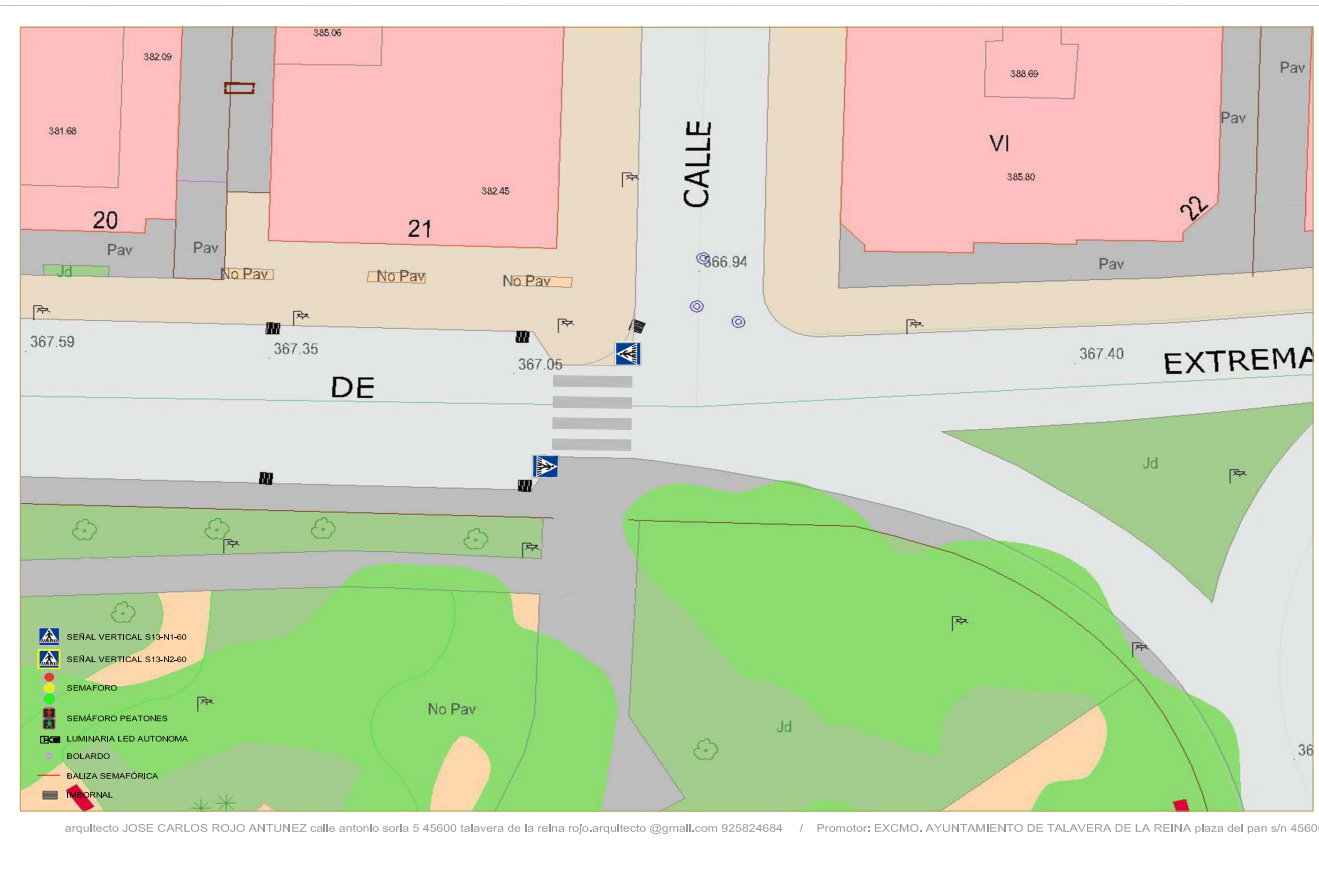 385.06
382.09
388.69
Pav
Pav
CALLE
381.68
VI
385.80
382.45
20
21
22
Pav
Pav
Jd
No Pav
No Pav
No Pav
366.94
Pav
367.59
367.35
367.05
367.40
EXTREMA
DE
Jd
SEÑAL VERTICAL S13-N1-60
SEÑAL VERTICAL S13-N2-60
SEMAFORO
SEMÁFORO PEATONES
LUMINARIA LED AUTONOMA
BOLARDO
BALIZA SEMAFÓRICA
IMBORNAL
No Pav
Jd
36
arquitecto JOSE CARLOS ROJO ANTUNEZ calle antonio soria 5 45600 talavera de la reina rojo.arquitecto @gmail.com 925824684 / Promotor: EXCMO. AYUNTAMIENTO DE TALAVERA DE LA REINA plaza del pan s/n 4560